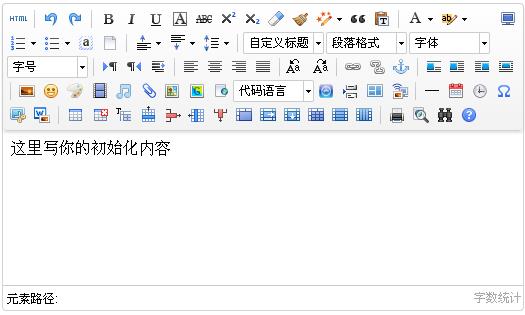 HTML B I U A ABC X² X₂ A ab
a
自定义标题 段落格式 字体
字号
代码语言
这里写你的初始化内容
元素路径: 字数统计